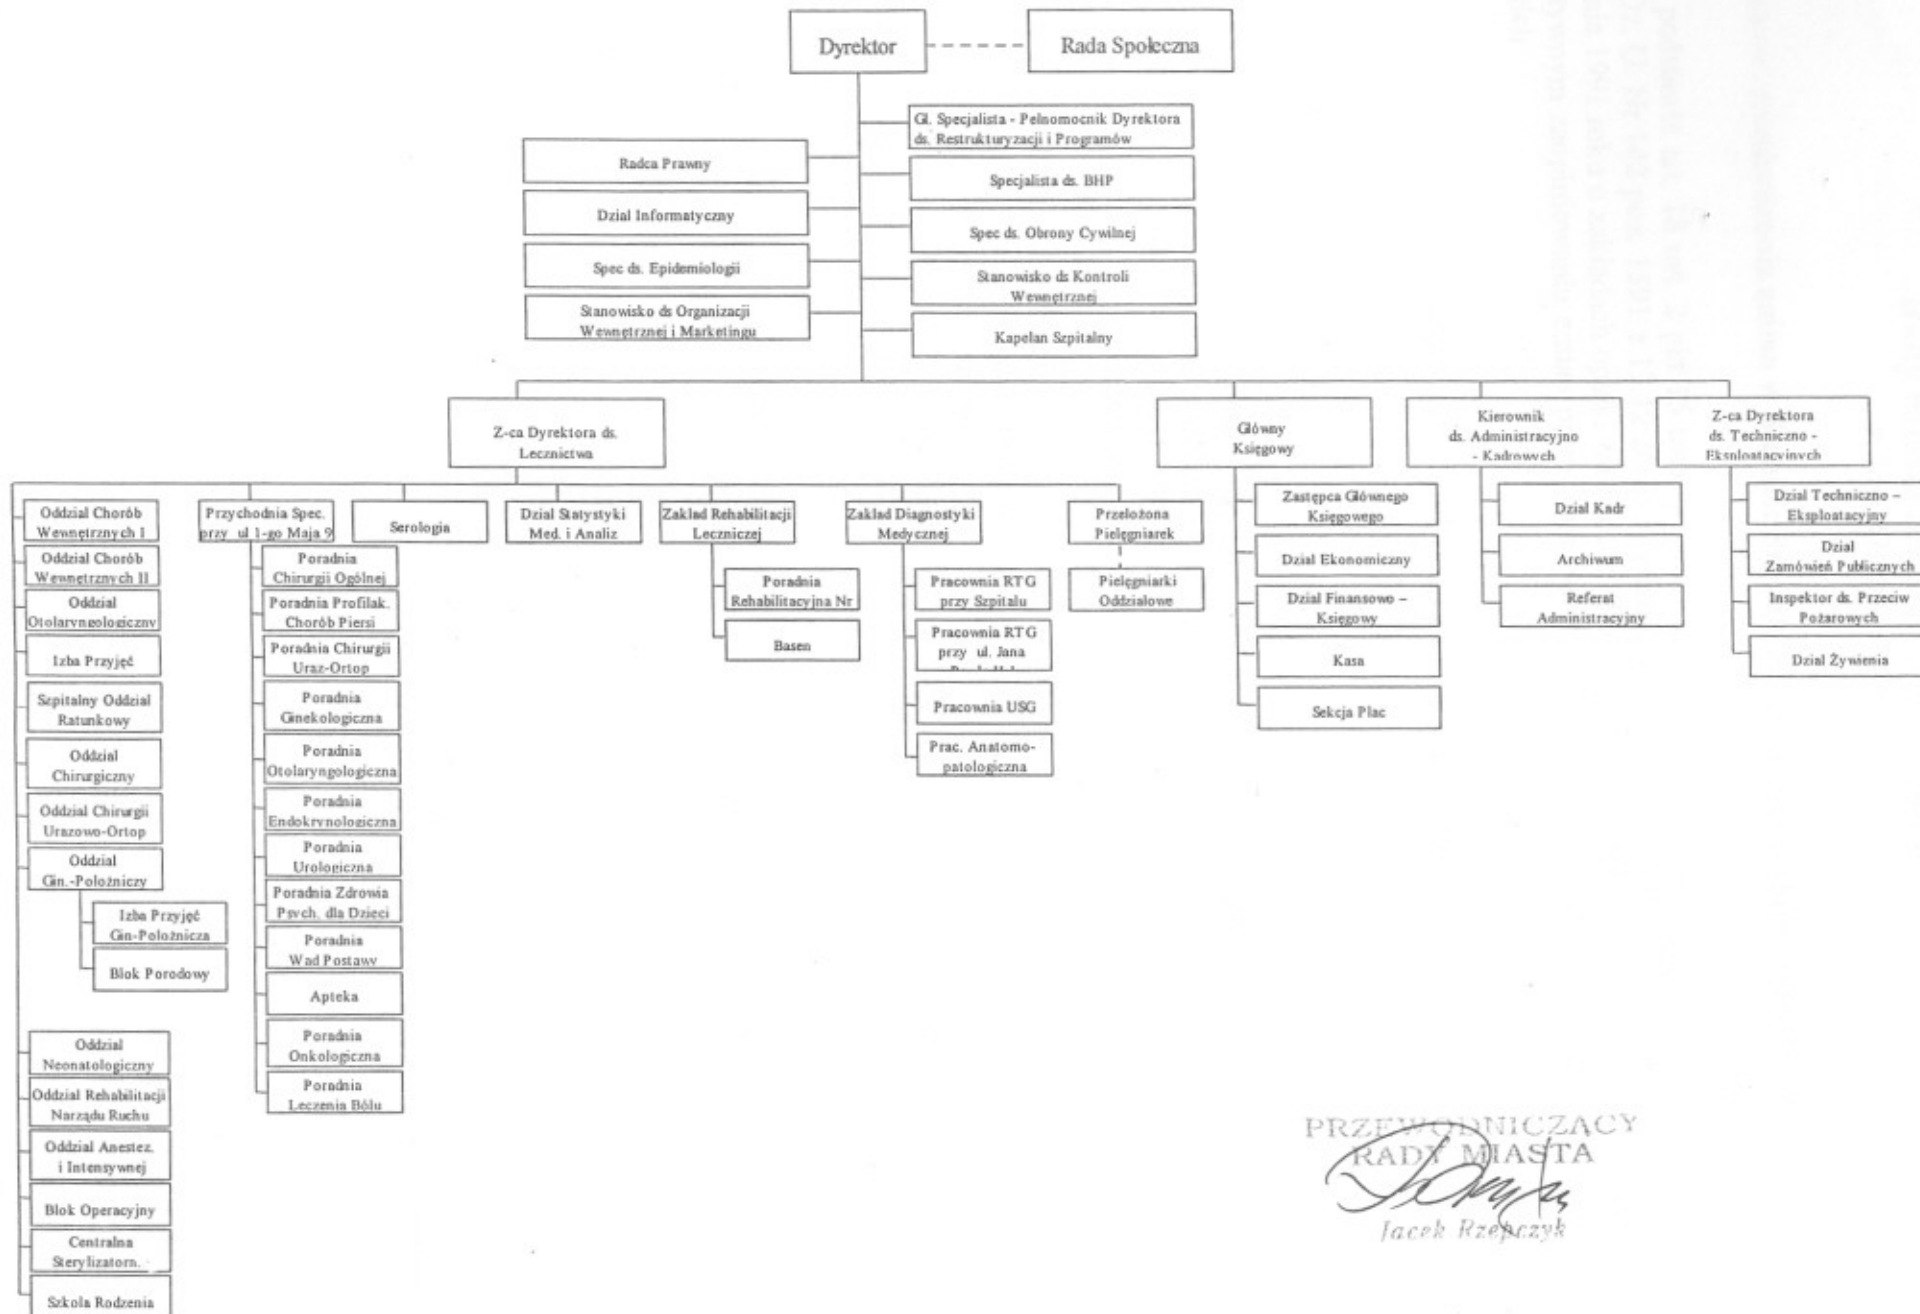 Dyrektor
Rada Społeczna
Gł. Specjalista - Pełnomocnik Dyrektora
ds. Restrukturyzacji i Programów
Radca Prawny
Specjalista ds. BHP
Dział Informatyczny
Spec ds. Obrony Cywilnej
Spec ds. Epidemiologii
Stanowisko ds Kontroli
Wewnętrznej
Stanowisko ds Organizacji
Wewnętrznej i Marketingu
Kapelan Szpitalny
Z-ca Dyrektora ds.
Lecznictwa
Główny
Księgowy
Kierownik
ds. Administracyjno
- Kadrowych
Z-ca Dyrektora
ds. Techniczno -
Eksploatacyjnych
Oddział Chorób
Wewnętrznych I
Oddział Chorób
Wewnętrznych II
Oddział
Otolaryngologiczny
Izba Przyjęć
Szpitalny Oddział
Ratunkowy
Oddział
Chirurgiczny
Oddział Chirurgii
Urazowo-Ortop
Oddział
Gin.-Położniczy
Izba Przyjęć
Gin-Położnicza
Blok Porodowy
Oddział
Neonatologiczny
Oddział Rehabilitacji
Narządu Ruchu
Oddział Anestez.
i Intensywnej
Blok Operacyjny
Centralna
Sterylizatorn.
Szkoła Rodzenia
Przychodnia Spec.
przy ul 1-go Maja 9
Poradnia
Chirurgii Ogólnej
Poradnia Profilak.
Chorób Piersi
Poradnia Chirurgii
Uraz-Ortop
Poradnia
Ginekologiczna
Poradnia
Otolaryngologiczna
Poradnia
Endokrynologiczna
Poradnia
Urologiczna
Poradnia Zdrowia
Psych. dla Dzieci
Poradnia
Wad Postawy
Apteka
Poradnia
Onkologiczna
Poradnia
Leczenia Bólu
Serologia
Dział Statystyki
Med. i Analiz
Zakład Rehabilitacji
Leczniczej
Poradnia
Rehabilitacyjna Nr
Basen
Zakład Diagnostyki
Medycznej
Pracownia RTG
przy Szpitalu
Pracownia RTG
przy ul. Jana
Pracownia USG
Prac. Anatomo-
patologiczna
Przełożona
Pielęgniarek
Pielęgniarki
Oddziałowe
Zastępca Głównego
Księgowego
Dział Ekonomiczny
Dział Finansowo –
Księgowy
Kasa
Sekcja Płac
Dział Kadr
Archiwum
Referat
Administracyjny
Dział Techniczno –
Eksploatacyjny
Dział
Zamówień Publicznych
Inspektor ds. Przeciw
Pożarowych
Dział Żywienia
PRZEWODNICZĄCY
RADY MIASTA
Jacek Rzepczyk